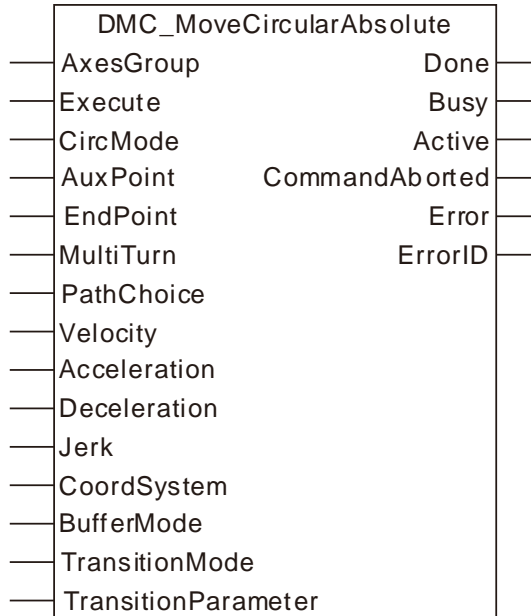 DMC_MoveCircularAbsolute
AxesGroup Done
Execute Busy
CircMode Active
AuxPoint CommandAborted
EndPoint Error
MultiTurn ErrorID
PathChoice
Velocity
Acceleration
Deceleration
Jerk
CoordSystem
BufferMode
TransitionMode
TransitionParameter